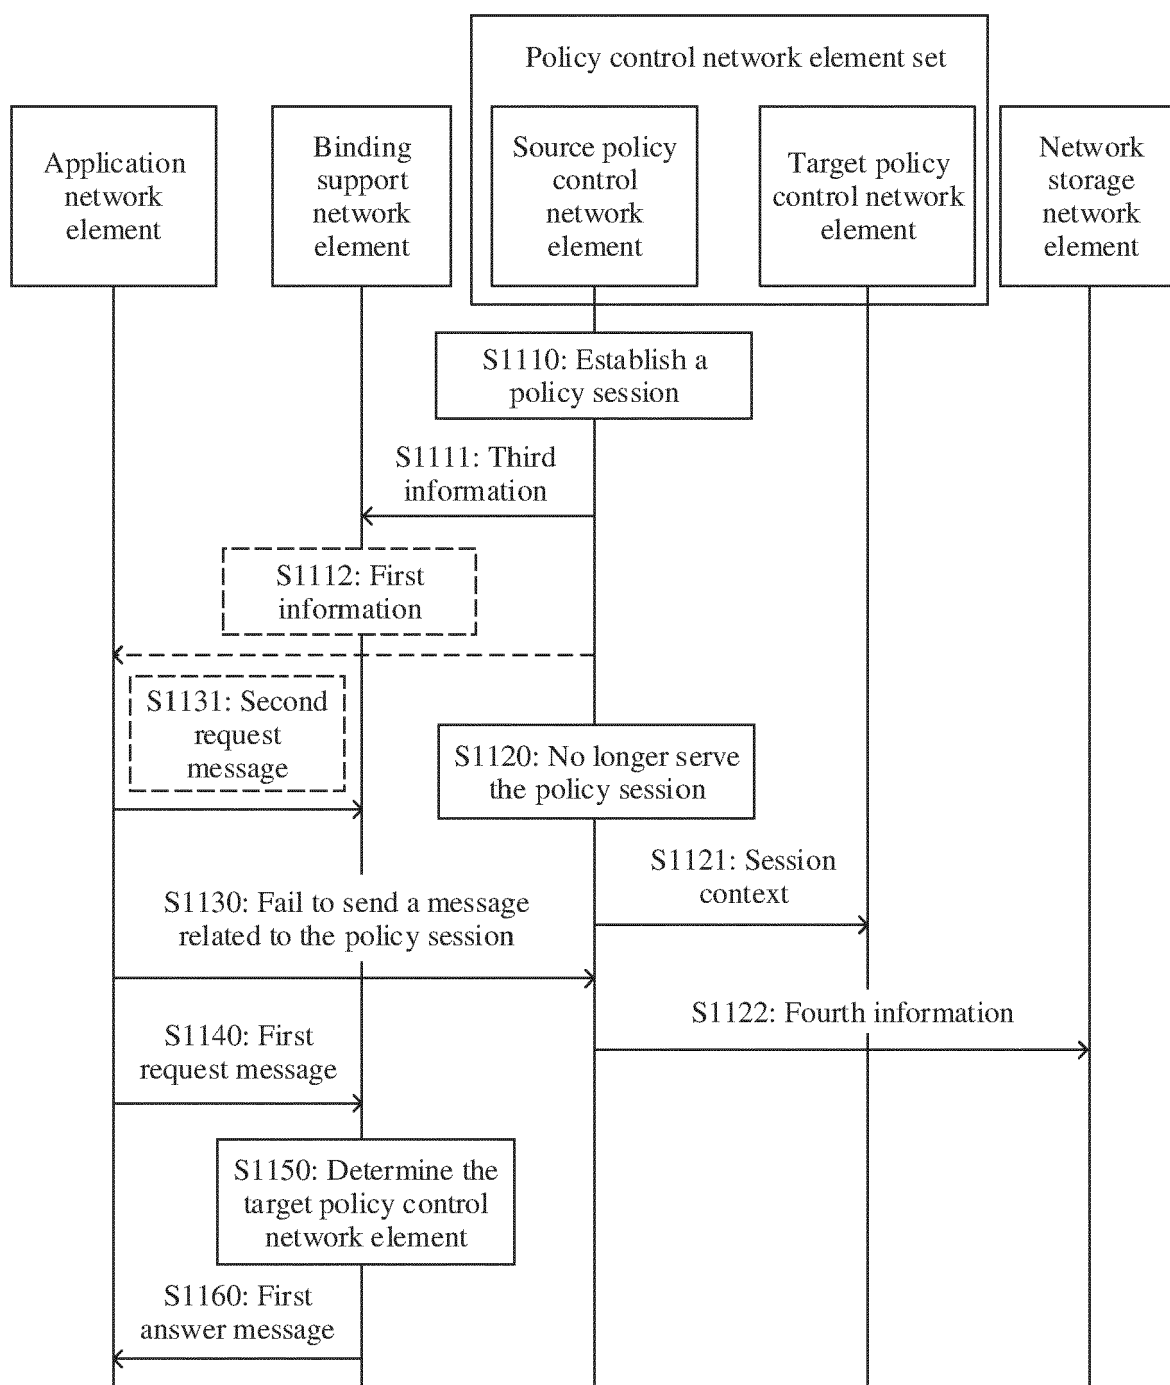 Policy control network element set
Application
network
element
Binding
support
network
element
Source policy
control
network
element
Target policy
control network
element
Network
storage
network
element
S1110: Establish a
policy session
S1111: Third
information
S1112: First
information
S1131: Second
request
message
S1120: No longer serve
the policy session
S1121: Session
context
S1130: Fail to send a message
related to the policy session
S1122: Fourth information
S1140: First
request message
S1150: Determine the
target policy control
network element
S1160: First
answer message